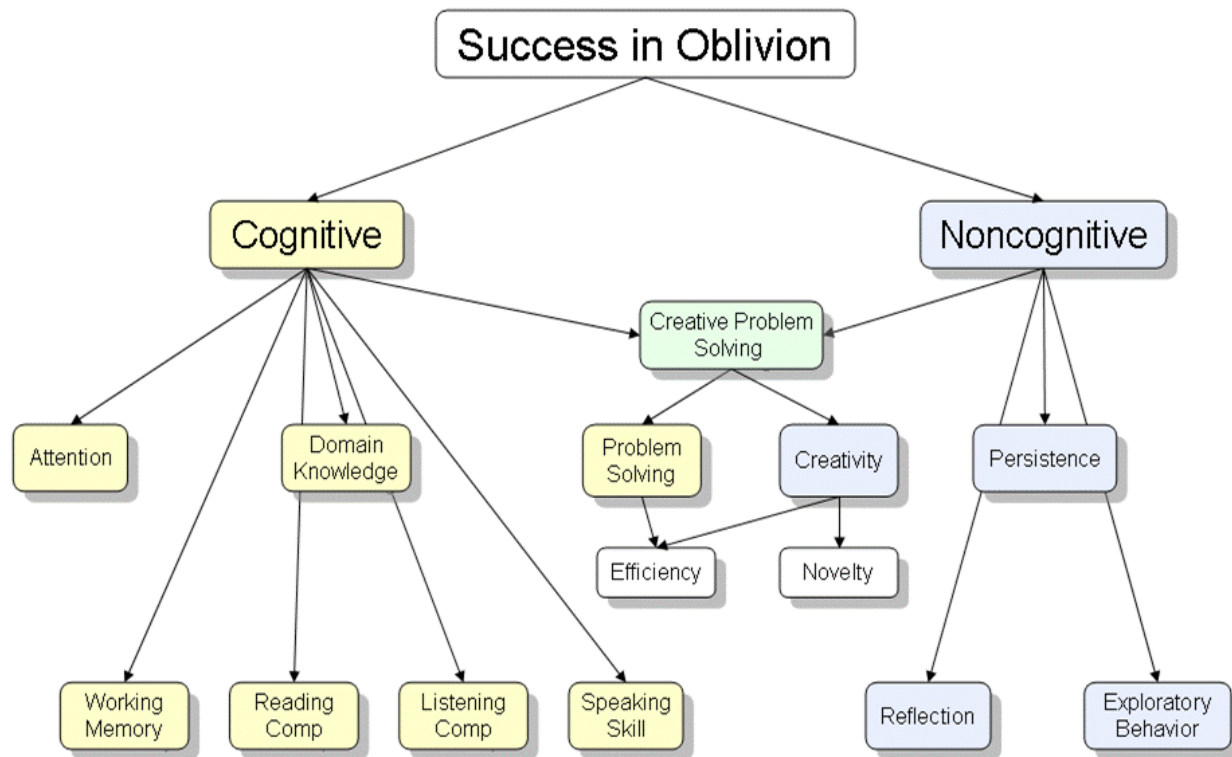 Success in Oblivion
Cognitive
Noncognitive
Creative Problem
Solving
Attention
Domain
Knowledge
Problem
Solving
Creativity
Persistence
Efficiency
Novelty
Working
Memory
Reading
Comp
Listening
Comp
Speaking
Skill
Reflection
Exploratory
Behavior